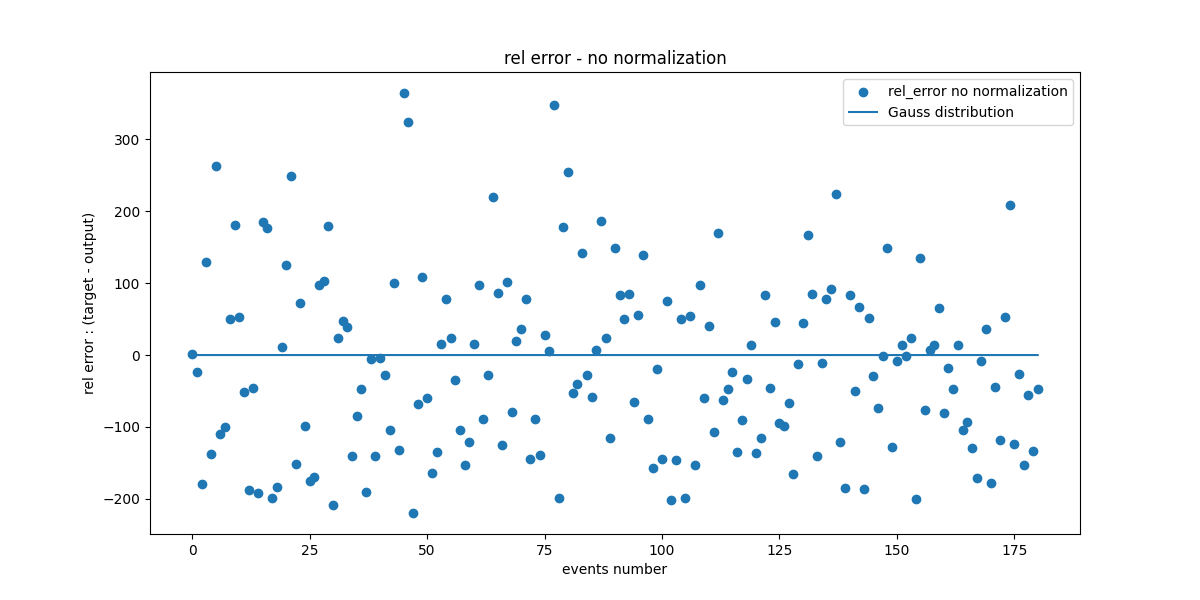 rel error - no normalization
rel_error no normalization
Gauss distribution
rel error : (target - output)
300
200
100
0
−100
−200
0 25 50 75 100 125 150 175
events number